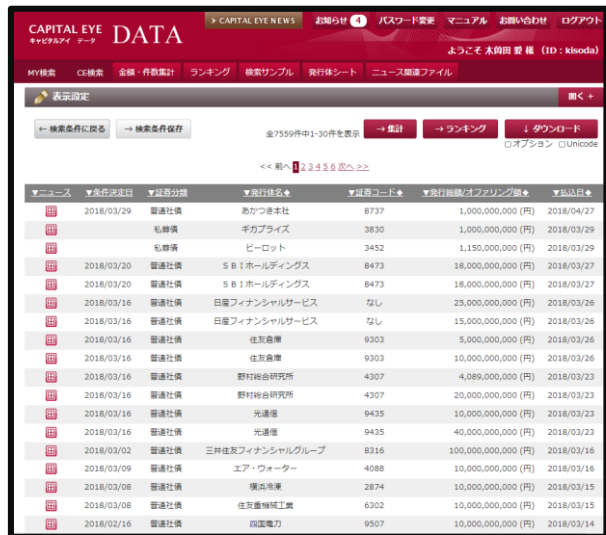 CAPITAL EYE DATA
キャピタルアイ データ
> CAPITAL EYE NEWS お知らせ 4 パスワード変更 マニュアル お問い合わせ ログアウト
ようこそ 木曽田 愛 様 (ID : kisoda)
MY検索 CE検索 金額・件数集計 ランキング 検索サンプル 発行体シート ニュース関連ファイル
表示設定 開く +
← 検索条件に戻る → 検索条件保存 全7559件中1-30件を表示 → 集計 → ランキング ↓ ダウンロード
□オプション □Unicode
<< 前へ 1 2 3 4 5 6 次へ >>
▼ニュース ▼条件決定日 ▼証券分類 ▼発行体名◆ ▼証券コード◆ ▼発行総額/オファリング額◆ ▼払込日◆
2018/03/29 普通社債 あかつき本社 8737 1,000,000,000 (円) 2018/04/27
私募債 ギガプライズ 3830 1,000,000,000 (円) 2018/03/29
私募債 ビーロット 3452 1,150,000,000 (円) 2018/03/29
2018/03/20 普通社債 ＳＢＩホールディングス 8473 18,000,000,000 (円) 2018/03/27
2018/03/20 普通社債 ＳＢＩホールディングス 8473 18,000,000,000 (円) 2018/03/27
2018/03/16 普通社債 日産フィナンシャルサービス なし 25,000,000,000 (円) 2018/03/26
2018/03/16 普通社債 日産フィナンシャルサービス なし 15,000,000,000 (円) 2018/03/26
2018/03/16 普通社債 住友倉庫 9303 5,000,000,000 (円) 2018/03/26
2018/03/16 普通社債 住友倉庫 9303 10,000,000,000 (円) 2018/03/26
2018/03/16 普通社債 野村総合研究所 4307 4,089,000,000 (円) 2018/03/23
2018/03/16 普通社債 野村総合研究所 4307 20,000,000,000 (円) 2018/03/23
2018/03/16 普通社債 光通信 9435 10,000,000,000 (円) 2018/03/23
2018/03/16 普通社債 光通信 9435 40,000,000,000 (円) 2018/03/23
2018/03/02 普通社債 三井住友フィナンシャルグループ 8316 100,000,000,000 (円) 2018/03/16
2018/03/09 普通社債 エア・ウォーター 4088 10,000,000,000 (円) 2018/03/16
2018/03/08 普通社債 横浜冷凍 2874 10,000,000,000 (円) 2018/03/15
2018/03/08 普通社債 住友重機械工業 6302 10,000,000,000 (円) 2018/03/15
2018/02/16 普通社債 四国電力 9507 10,000,000,000 (円) 2018/03/14